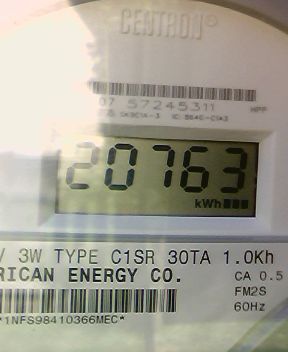 CENTRON®
07 57245311
20763
kWh
V 3W TYPE C1SR 30TA 1.0Kh
RICAN ENERGY CO.
CA 0.5
FM2S
60Hz
*1NFS98410366MEC*